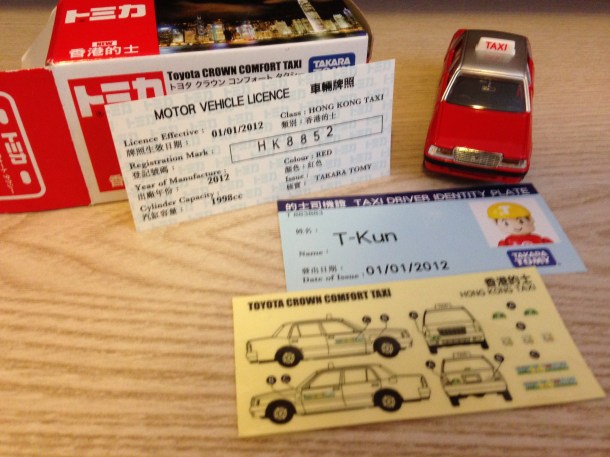 トミカ
NEW
香港的士
TAKARA TOMY
トミカ
Toyota CROWN COMFORT TAXI
トヨタ クラウン コンフォート タクシー
トミカ
TAXI
MOTOR VEHICLE LICENCE 車輛牌照
Licence Effective : 01/01/2012
牌照生效日期 :
Class : HONG KONG TAXI
類別 : 香港的士
Registration Mark :
登記號碼 :
HK8852
Year of Manufacture :
出廠年份 :
2012
Colour : RED
顏色 : 紅色
Cylinder Capacity :
汽缸容量 :
1998cc
Issue : TAKARA TOMY
的士司機證 TAXI DRIVER IDENTITY PLATE
姓名 :
Name :
T-Kun
簽出日期 :
Date of Issue :
01/01/2012
TAKARA TOMY
TOYOTA CROWN COMFORT TAXI
香港的士
HONG KONG TAXI